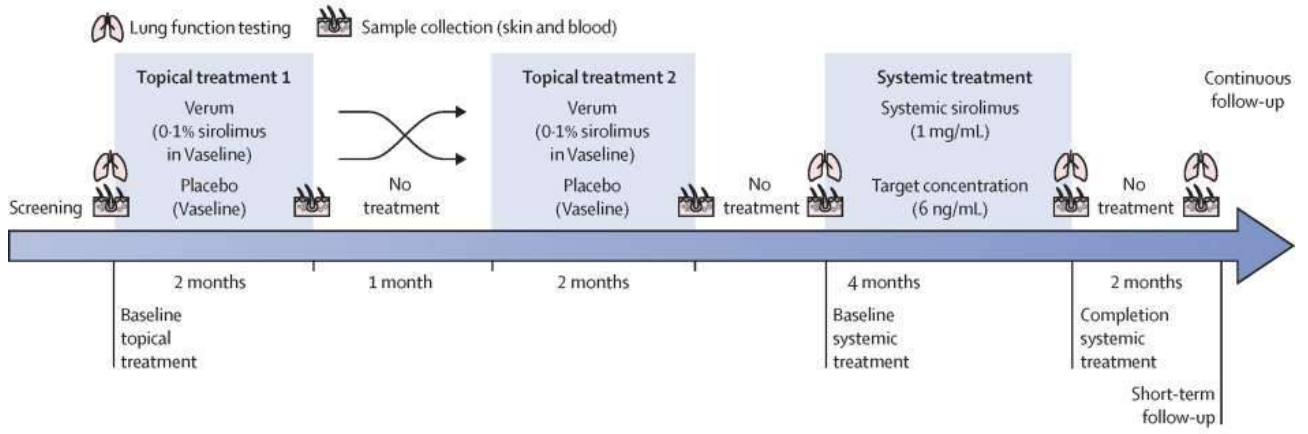 Lung function testing
Sample collection (skin and blood)
Topical treatment 1
Verum
(0·1% sirolimus
in Vaseline)
Placebo
(Vaseline)
Topical treatment 2
Verum
(0·1% sirolimus
in Vaseline)
Placebo
(Vaseline)
Systemic treatment
Systemic sirolimus
(1 mg/mL)
Target concentration
(6 ng/mL)
Continuous
follow-up
Screening
No
treatment
No
treatment
No
treatment
2 months
1 month
2 months
4 months
2 months
Baseline
topical
treatment
Baseline
systemic
treatment
Completion
systemic
treatment
Short-term
follow-up